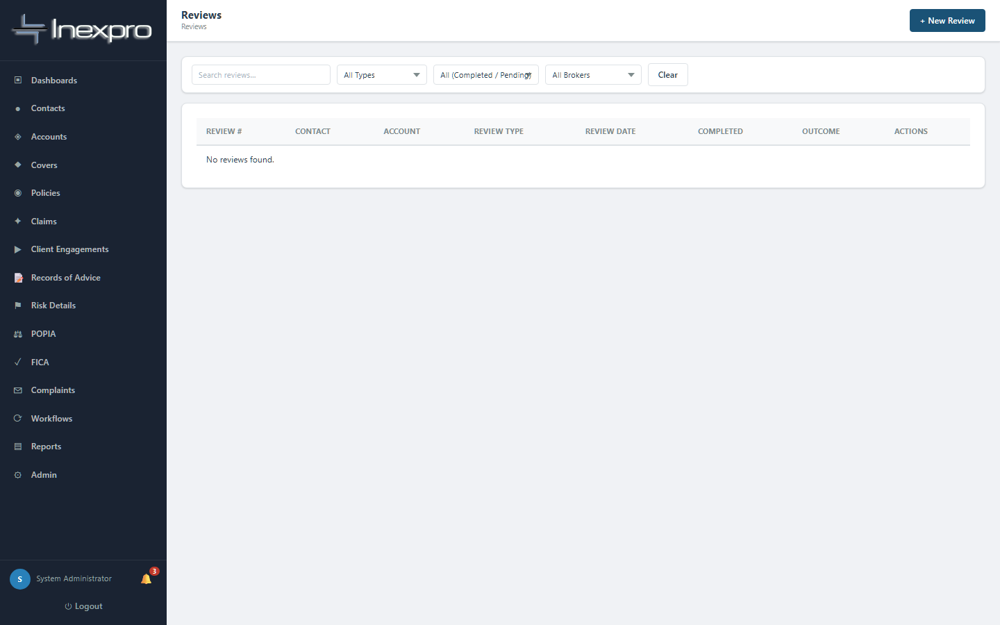 Inexpro
Dashboards
Contacts
Accounts
Covers
Policies
Claims
Client Engagements
Records of Advice
Risk Details
POPIA
FICA
Complaints
Workflows
Reports
Admin
S
System Administrator
3
Logout
Reviews
Reviews
+ New Review
Search reviews...
All Types
All (Completed / Pending)
All Brokers
Clear
REVIEW # CONTACT ACCOUNT REVIEW TYPE REVIEW DATE COMPLETED OUTCOME ACTIONS
No reviews found.